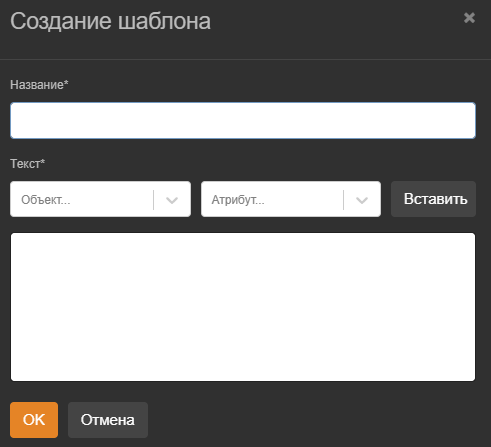 Создание шаблона
Название*
Текст*
Объект... Атрибут... Вставить
OK Отмена